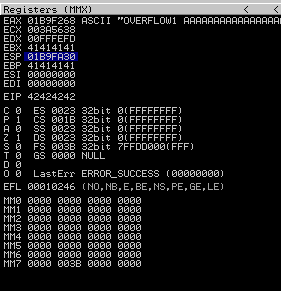 Registers (MMX) < <
EAX 01B9F268 ASCII "OVERFLOW1 AAAAAAAAAAAAAAAA
ECX 003A5638
EDX 00FFFEFD
EBX 41414141
ESP 01B9FA30
EBP 41414141
ESI 00000000
EDI 00000000
EIP 42424242
C 0 ES 0023 32bit 0(FFFFFFFF)
P 1 CS 001B 32bit 0(FFFFFFFF)
A 0 SS 0023 32bit 0(FFFFFFFF)
Z 1 DS 0023 32bit 0(FFFFFFFF)
S 0 FS 003B 32bit 7FFDD000(FFF)
T 0 GS 0000 NULL
D 0
O 0 LastErr ERROR_SUCCESS (00000000)
EFL 00010246 (NO,NB,E,BE,NS,PE,GE,LE)
MM0 0000 0000 0000 0000
MM1 0000 0000 0000 0000
MM2 0000 0000 0000 0000
MM3 0000 0000 0000 0000
MM4 0000 0000 0000 0000
MM5 0000 0000 0000 0000
MM6 0000 0000 0000 0000
MM7 0000 003B 0000 0000